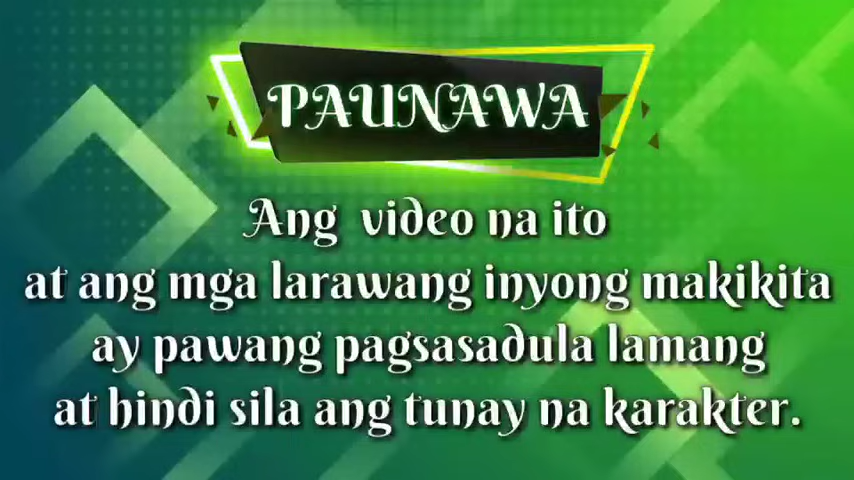 PAUNAWA
Ang video na ito
at ang mga larawang inyong makikita
ay pawang pagsasadula lamang
at hindi sila ang tunay na karakter.